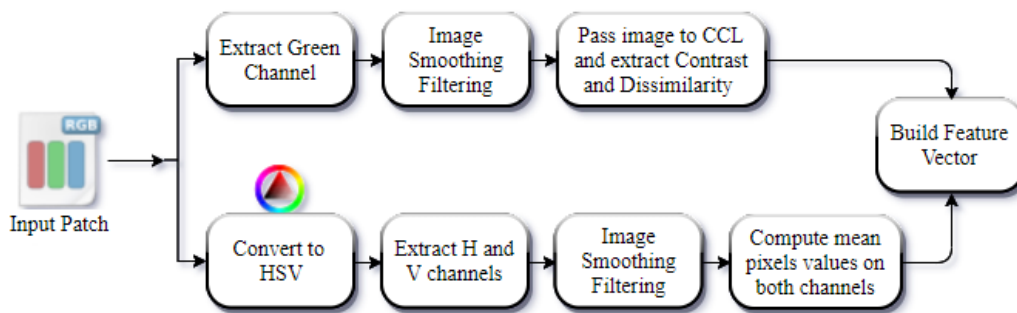 RGB
Input Patch
Extract Green
Channel
Image
Smoothing
Filtering
Pass image to CCL
and extract Contrast
and Dissimilarity
Convert to
HSV
Extract H and
V channels
Image
Smoothing
Filtering
Compute mean
pixels values on
both channels
Build Feature
Vector